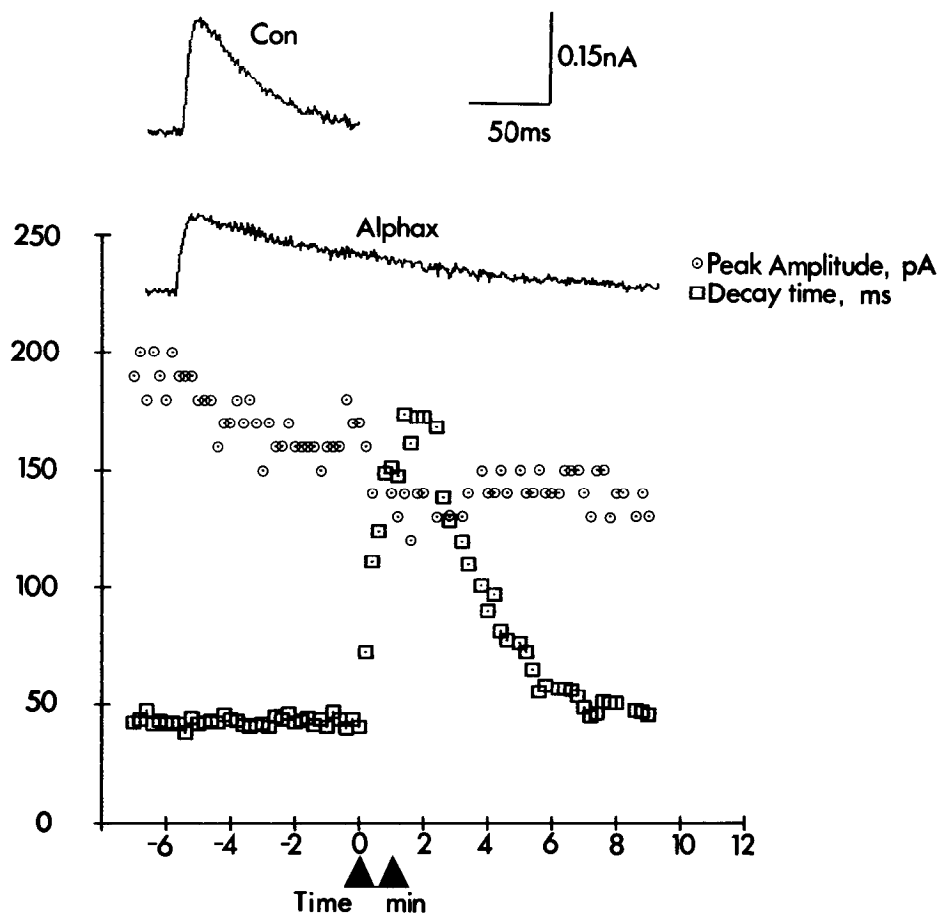 Con
0.15nA
50ms
Alphax
250
200
150
100
50
0
Peak Amplitude, pA
Decay time, ms
-6 -4 -2 0 2 4 6 8 10 12
Time min